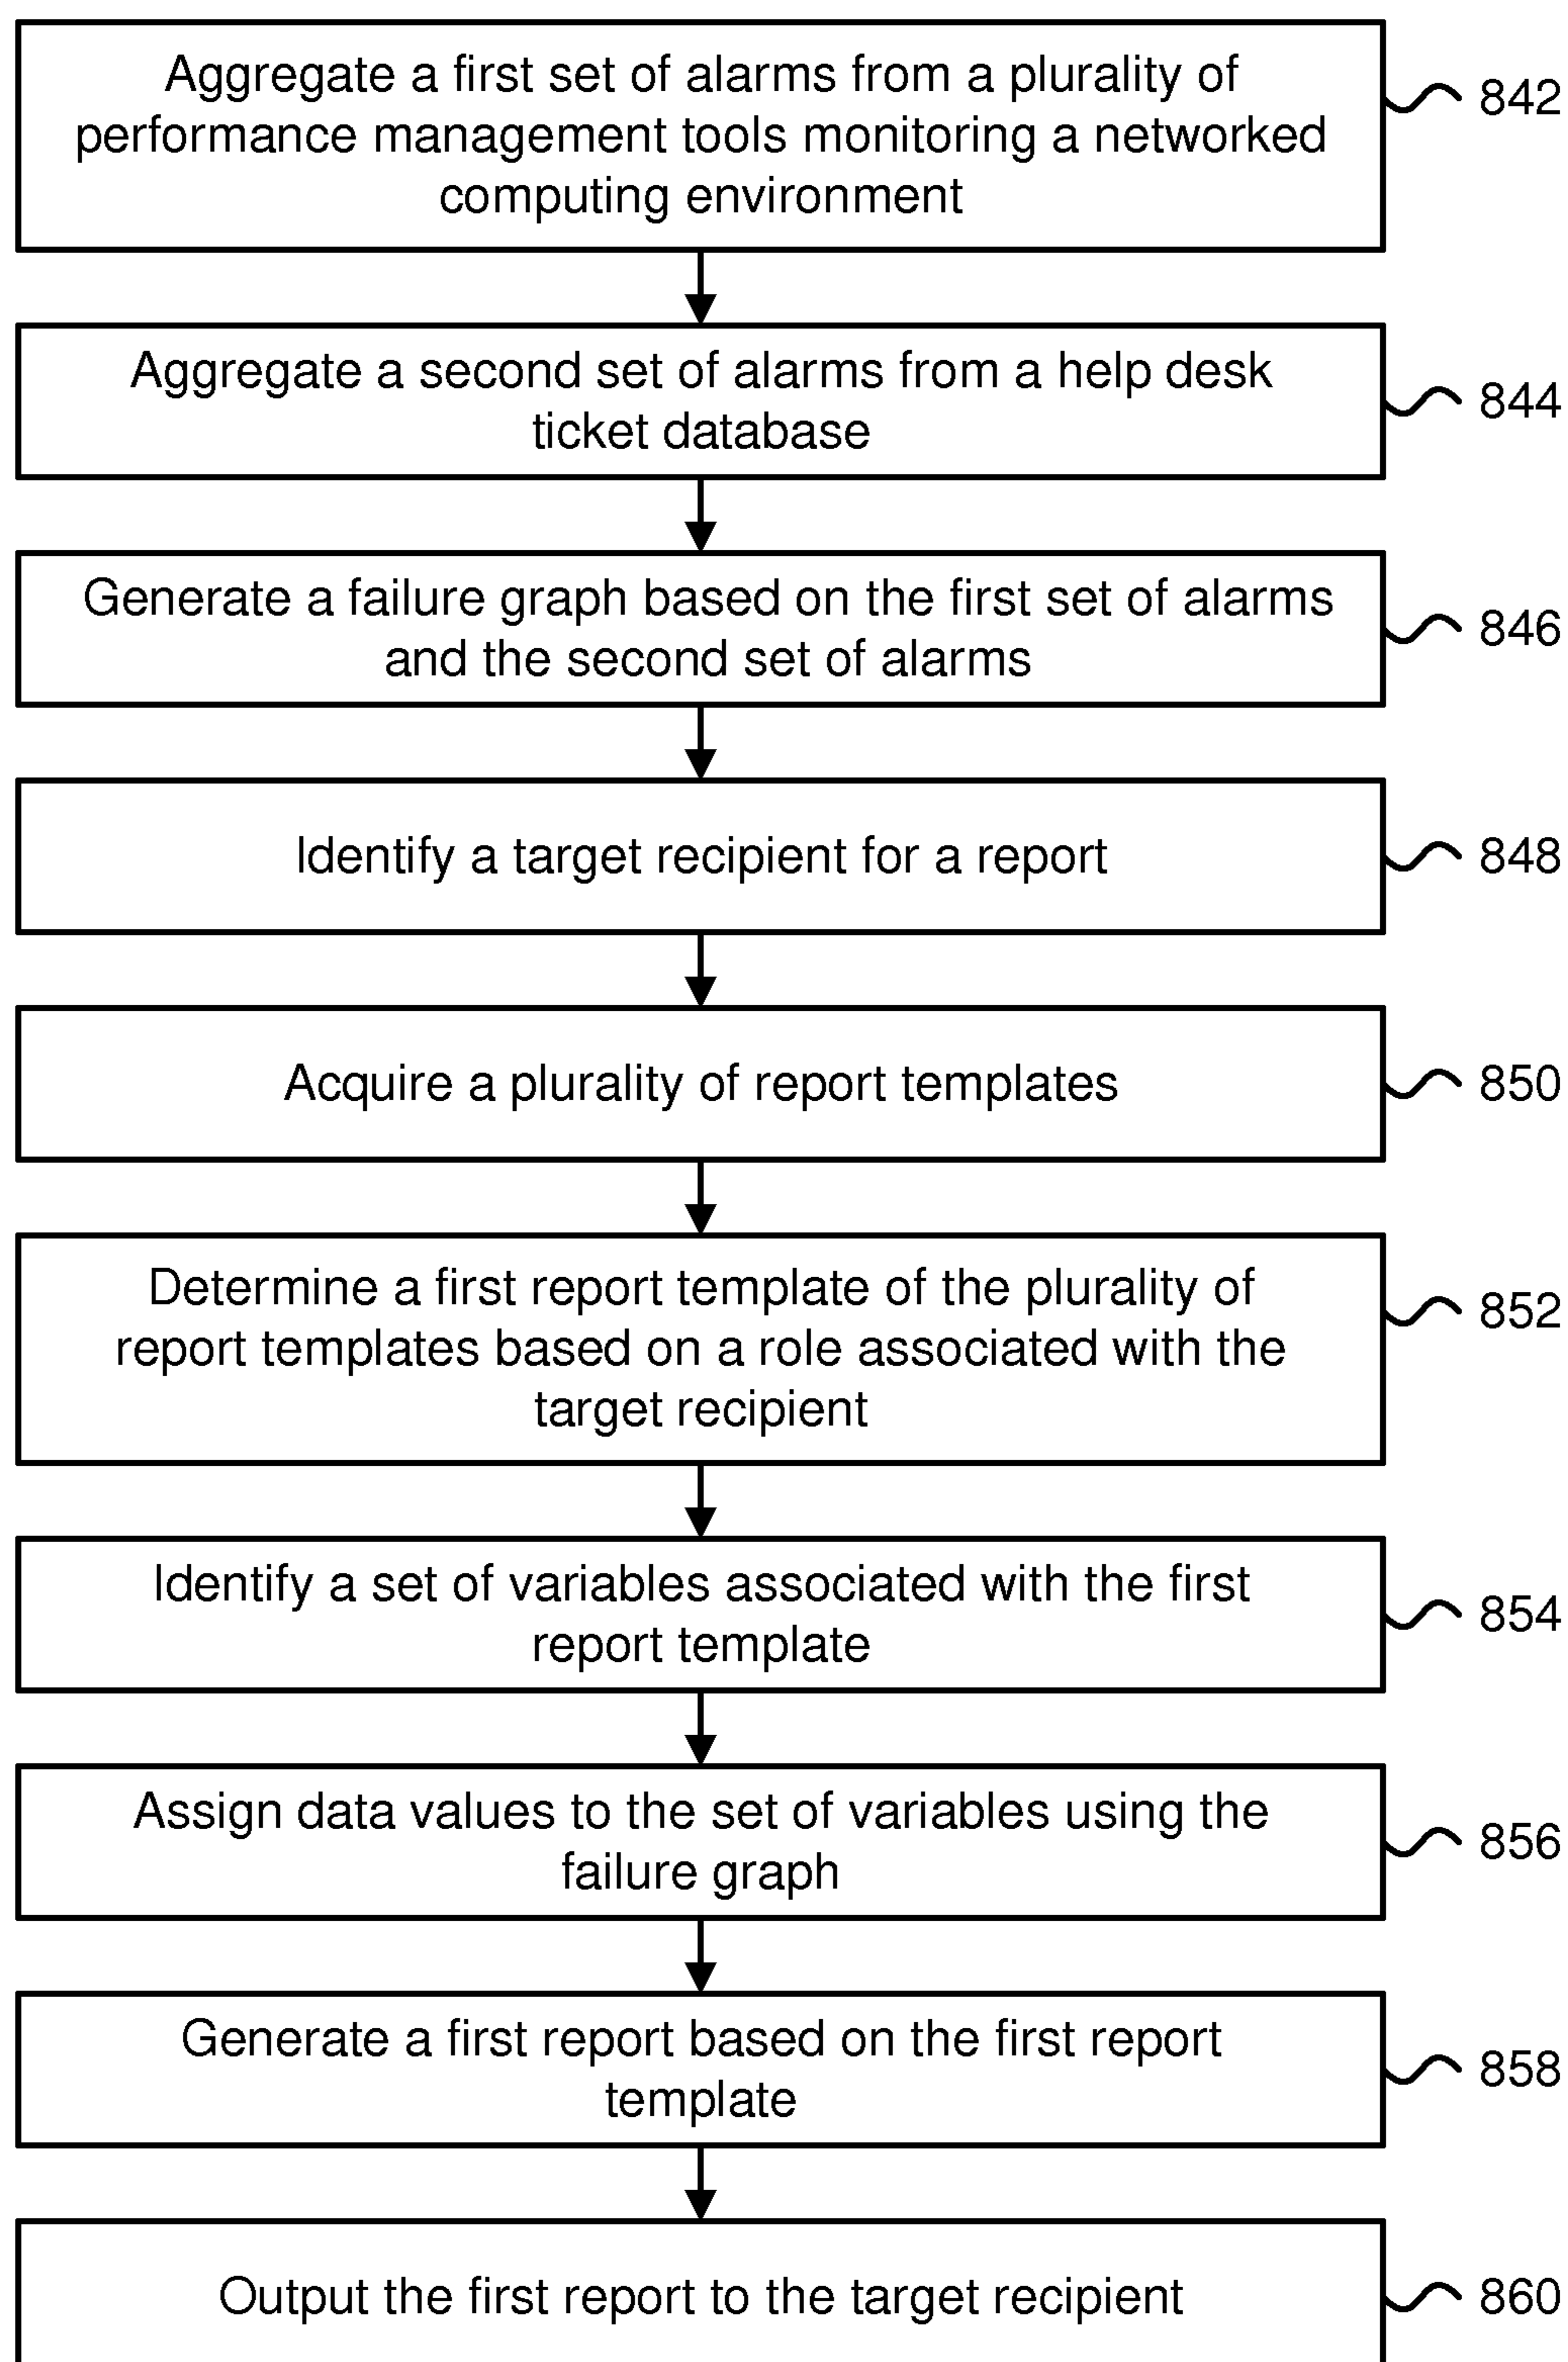 Aggregate a first set of alarms from a plurality of
performance management tools monitoring a networked
computing environment
842
Aggregate a second set of alarms from a help desk
ticket database
844
Generate a failure graph based on the first set of alarms
and the second set of alarms
846
Identify a target recipient for a report
848
Acquire a plurality of report templates
850
Determine a first report template of the plurality of
report templates based on a role associated with the
target recipient
852
Identify a set of variables associated with the first
report template
854
Assign data values to the set of variables using the
failure graph
856
Generate a first report based on the first report
template
858
Output the first report to the target recipient
860